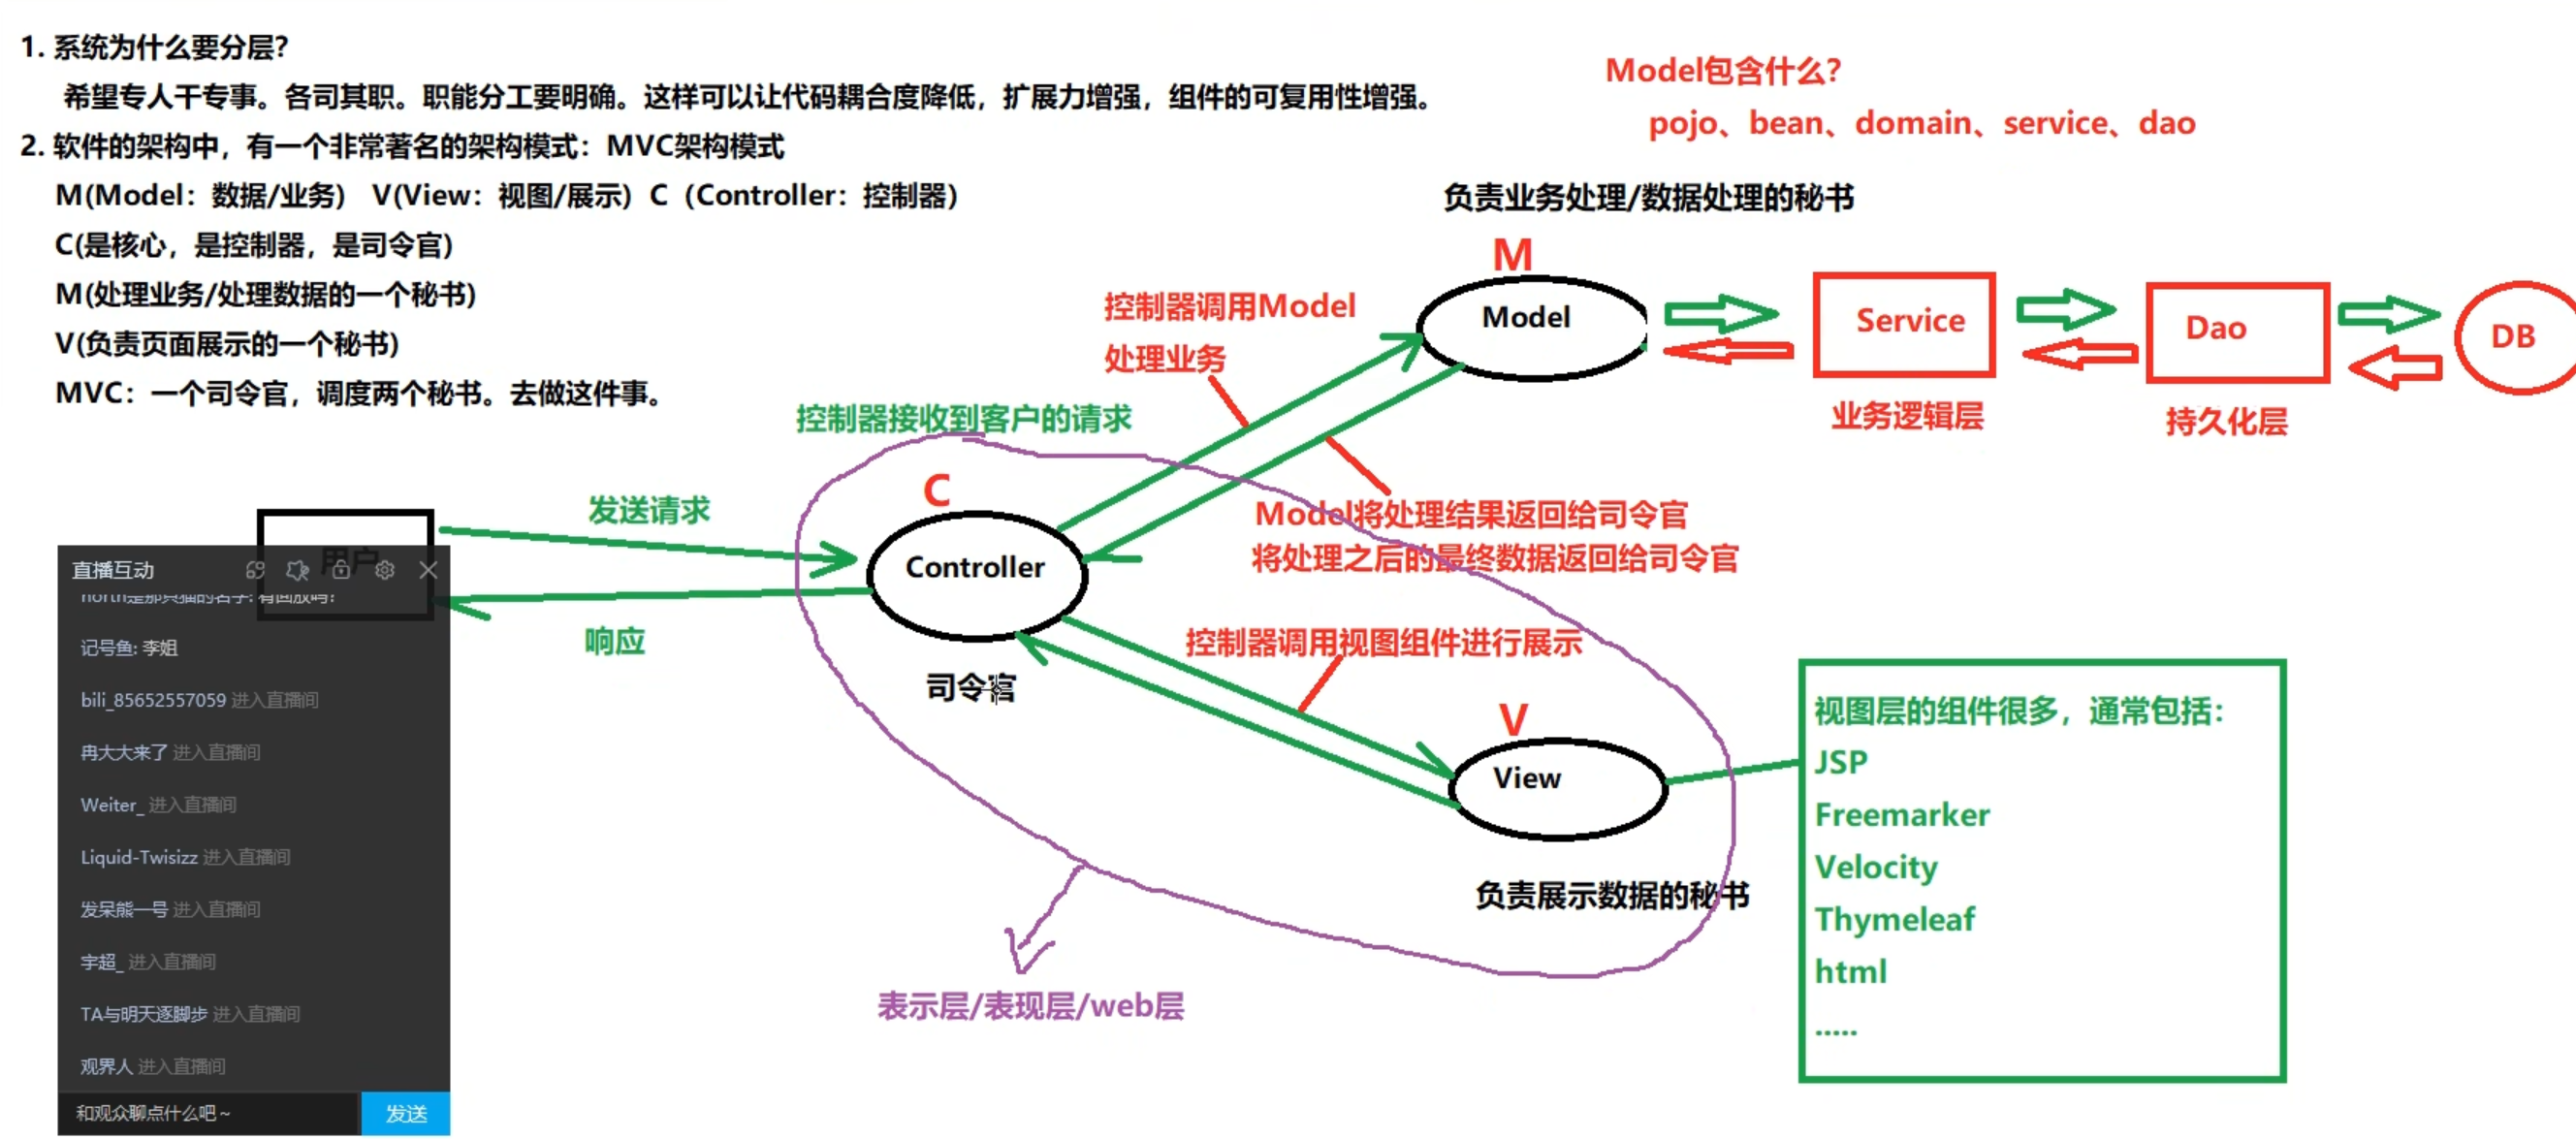 1. 系统为什么要分层？
希望专人干专事。各司其职。职能分工要明确。这样可以让代码耦合度降低，扩展力增强，组件的可复用性增强。
2. 软件的架构中，有一个非常著名的架构模式：MVC架构模式
M(Model：数据/业务) V(View：视图/展示) C（Controller：控制器）
C(是核心，是控制器，是司令官)
M(处理业务/处理数据的一个秘书)
V(负责页面展示的一个秘书)
MVC：一个司令官，调度两个秘书。去做这件事。
Model包含什么？
pojo、bean、domain、service、dao
负责业务处理/数据处理的秘书
M
Model
Service
Dao
DB
业务逻辑层
持久化层
控制器调用Model
处理业务
控制器接收到客户的请求
C
Controller
司令官
发送请求
响应
用户
Model将处理结果返回给司令官
将处理之后的最终数据返回给司令官
控制器调用视图组件进行展示
V
View
负责展示数据的秘书
表示层/表现层/web层
视图层的组件很多，通常包括：
JSP
Freemarker
Velocity
Thymeleaf
html
.....
直播互动
north是那只猫的名字: 有回放吗?
记号鱼: 李姐
bili_85652557059 进入直播间
冉大大来了 进入直播间
Weiter_ 进入直播间
Liquid-Twisizz 进入直播间
发呆熊一号 进入直播间
宇超_ 进入直播间
TA与明天逐脚步 进入直播间
观界人 进入直播间
和观众聊点什么吧～
发送